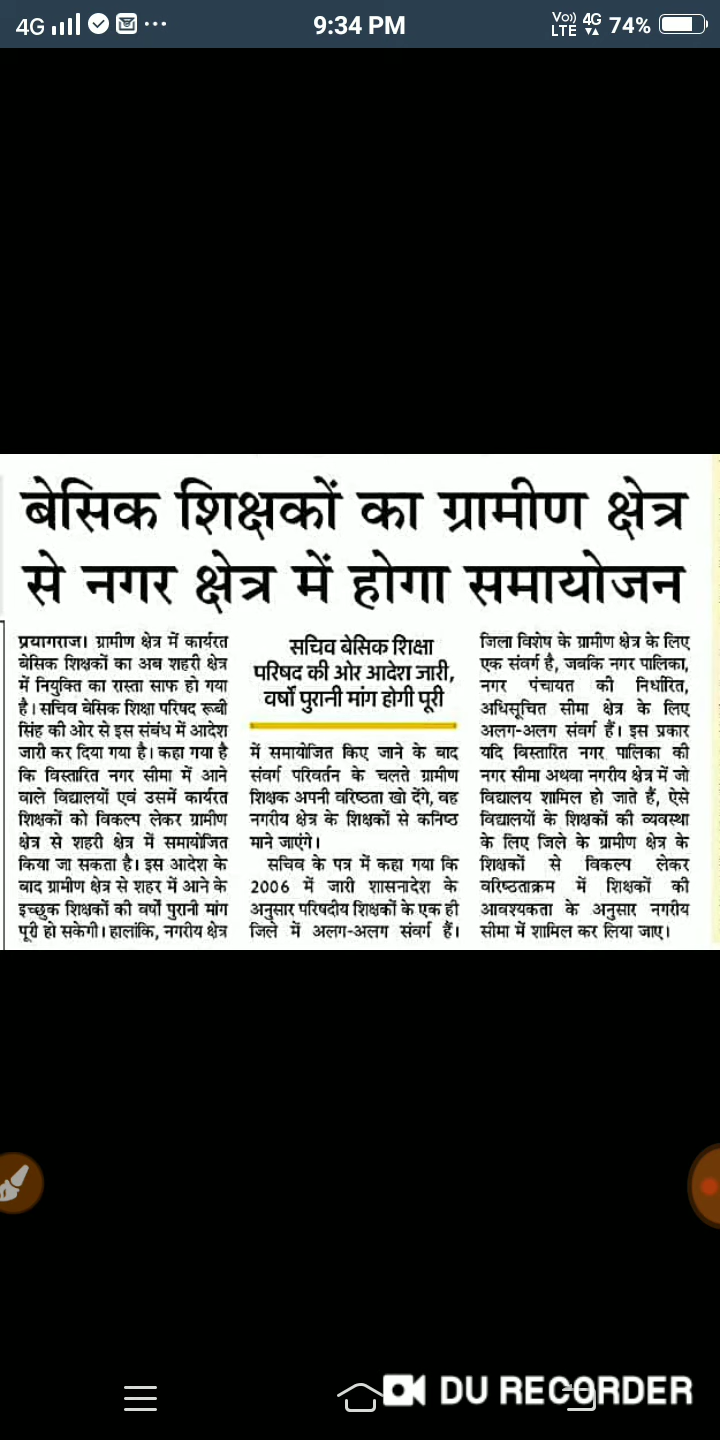 4G
9:34 PM
Vo)) LTE 4G 74%
बेसिक शिक्षकों का ग्रामीण क्षेत्र
से नगर क्षेत्र में होगा समायोजन
प्रयागराज। ग्रामीण क्षेत्र में कार्यरत
बेसिक शिक्षकों का अब शहरी क्षेत्र
में नियुक्ति का रास्ता साफ हो गया
है। सचिव बेसिक शिक्षा परिषद रूबी
सिंह की ओर से इस संबंध में आदेश
जारी कर दिया गया है। कहा गया है
कि विस्तारित नगर सीमा में आने
वाले विद्यालयों एवं उसमें कार्यरत
शिक्षकों को विकल्प लेकर ग्रामीण
क्षेत्र से शहरी क्षेत्र में समायोजित
किया जा सकता है। इस आदेश के
बाद ग्रामीण क्षेत्र से शहर में आने के
इच्छुक शिक्षकों की वर्षों पुरानी मांग
पूरी हो सकेगी। हालांकि, नगरीय क्षेत्र
सचिव बेसिक शिक्षा
परिषद की ओर आदेश जारी,
वर्षों पुरानी मांग होगी पूरी
में समायोजित किए जाने के बाद
संवर्ग परिवर्तन के चलते ग्रामीण
शिक्षक अपनी वरिष्ठता खो देंगे, वह
नगरीय क्षेत्र के शिक्षकों से कनिष्ठ
माने जाएंगे।
सचिव के पत्र में कहा गया कि
2006 में जारी शासनादेश के
अनुसार परिषदीय शिक्षकों के एक ही
जिले में अलग-अलग संवर्ग हैं।
जिला विशेष के ग्रामीण क्षेत्र के लिए
एक संवर्ग है, जबकि नगर पालिका,
नगर पंचायत की निर्धारित,
अधिसूचित सीमा क्षेत्र के लिए
अलग-अलग संवर्ग हैं। इस प्रकार
यदि विस्तारित नगर पालिका की
नगर सीमा अथवा नगरीय क्षेत्र में जो
विद्यालय शामिल हो जाते हैं, ऐसे
विद्यालयों के शिक्षकों की व्यवस्था
के लिए जिले के ग्रामीण क्षेत्र के
शिक्षकों से विकल्प लेकर
वरिष्ठताक्रम में शिक्षकों की
आवश्यकता के अनुसार नगरीय
सीमा में शामिल कर लिया जाए।
DU RECORDER